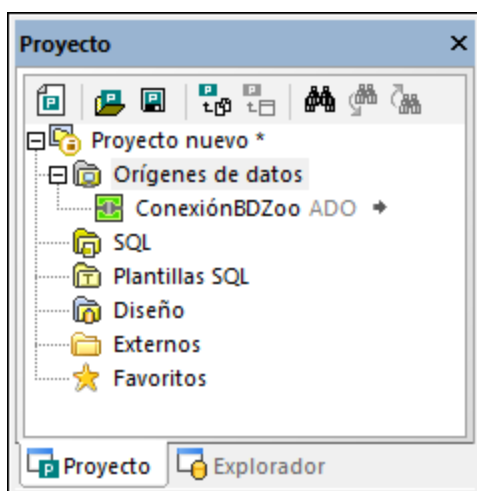 Proyecto
Proyecto nuevo *
Orígenes de datos
ConexiónBDZoo ADO
SQL
Plantillas SQL
Diseño
Externos
Favoritos
Proyecto Explorador